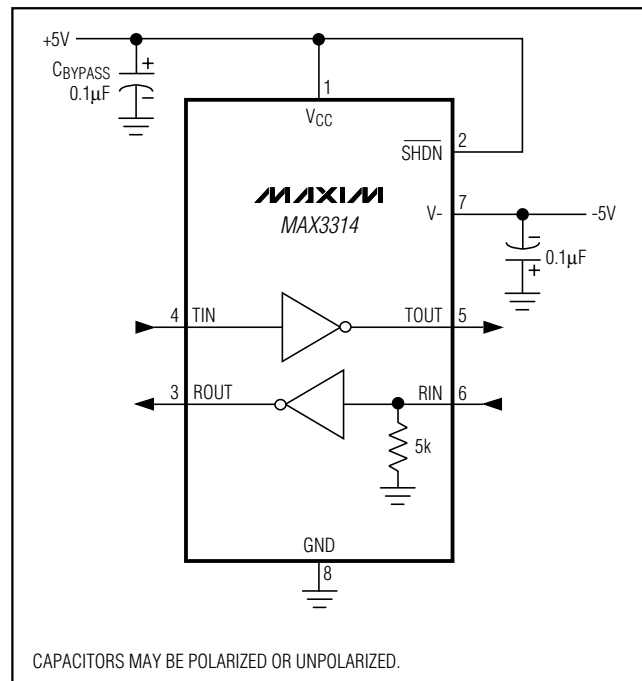 +5V
CBYPASS
0.1μF
+
−
1
VCC
SHDN
2
MAXIM
MAX3314
V-
7
-5V
−
+
0.1μF
4
TIN
TOUT
5
3
ROUT
RIN
6
5k
GND
8
CAPACITORS MAY BE POLARIZED OR UNPOLARIZED.